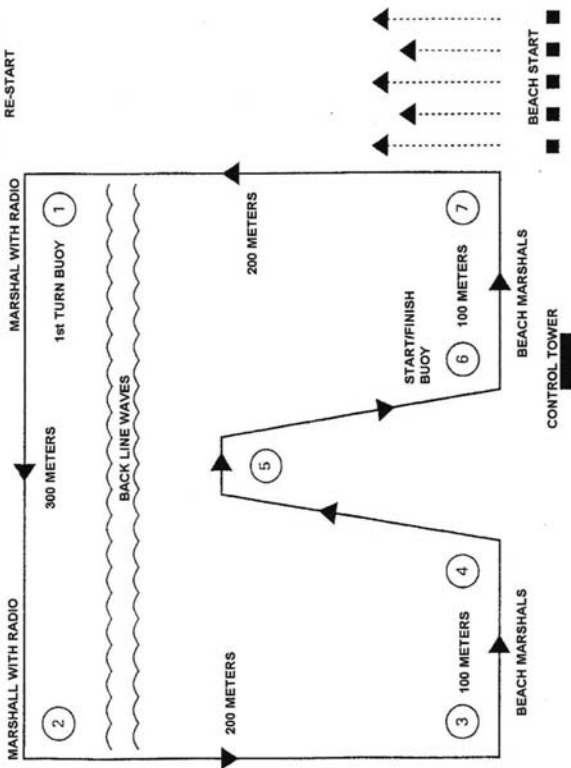 RE-START
MARSHALL WITH RADIO
MARSHAL WITH RADIO
300 METERS
2
1st TURN BUOY
1
BACK LINE WAVES
200 METERS
200 METERS
5
START/FINISH
BUOY
3
100 METERS
4
6
100 METERS
7
BEACH MARSHALS
BEACH MARSHALS
CONTROL TOWER
BEACH START